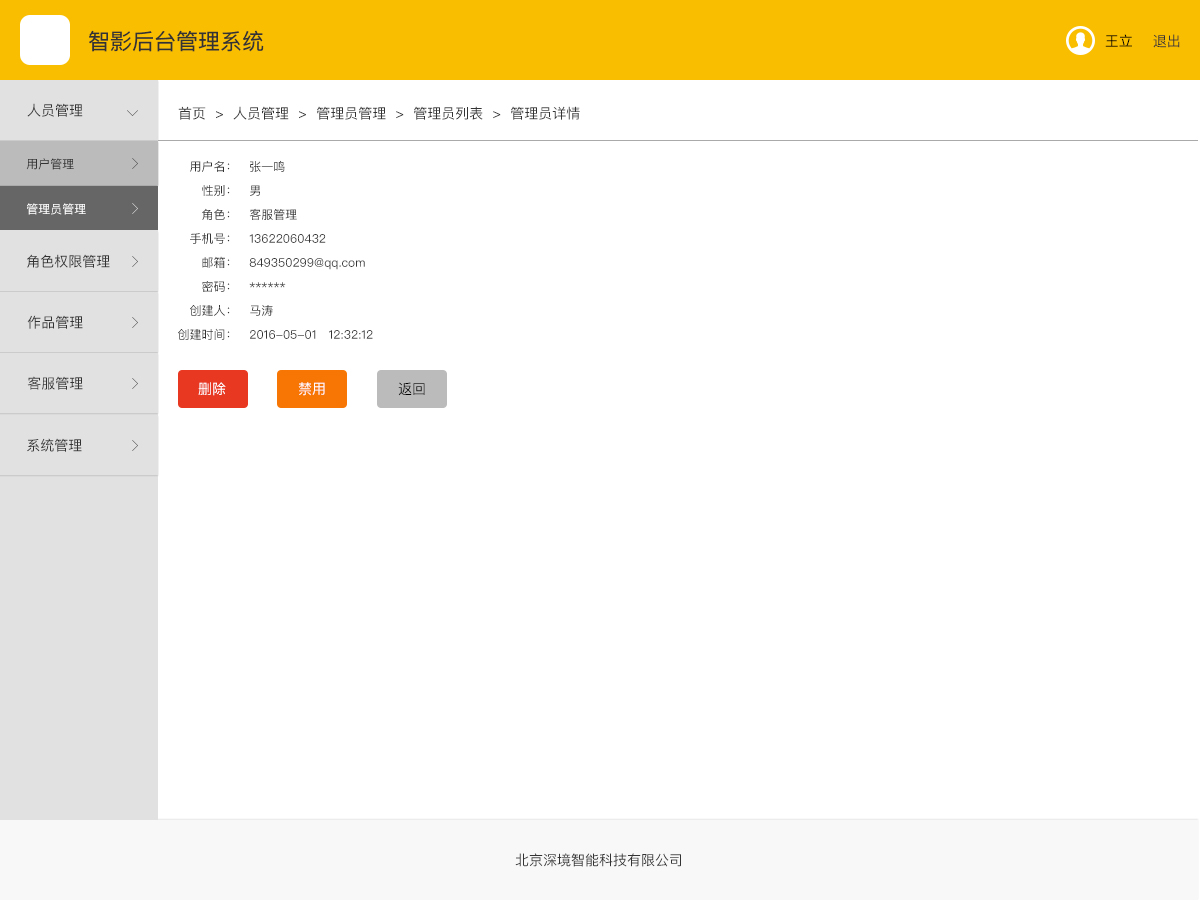 智影后台管理系统
王立 退出
人员管理
用户管理
管理员管理
角色权限管理
作品管理
客服管理
系统管理
首页 > 人员管理 > 管理员管理 > 管理员列表 > 管理员详情
用户名： 张一鸣
性别： 男
角色： 客服管理
手机号： 13622060432
邮箱： 849350299@qq.com
密码： ******
创建人： 马涛
创建时间： 2016-05-01 12:32:12
删除 禁用 返回
北京深境智能科技有限公司